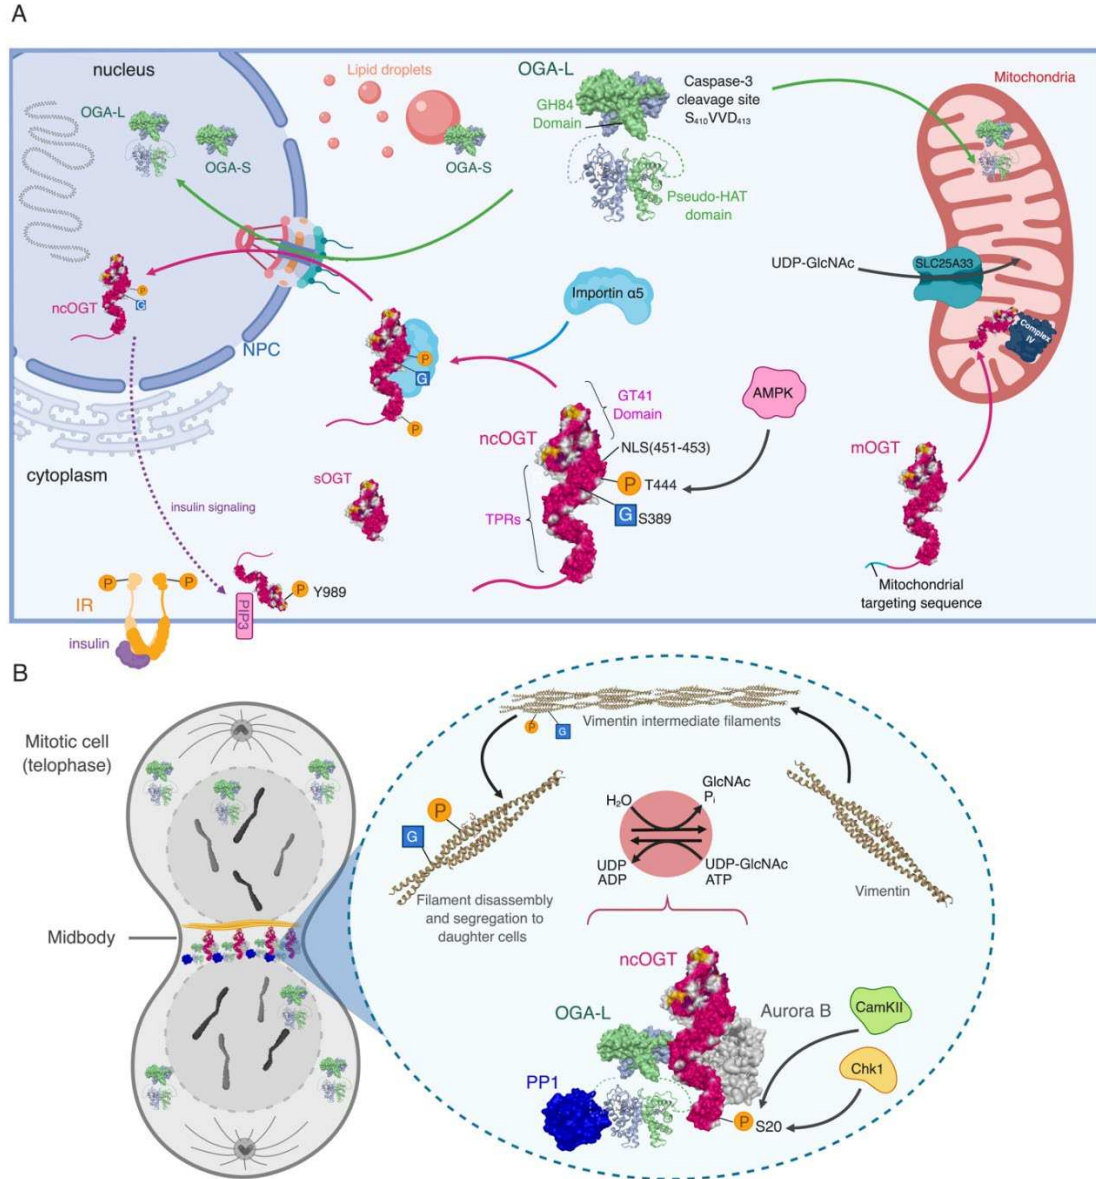 A
nucleus
OGA-L
OGA-S
Lipid droplets
OGA-S
OGA-L
GH84
Domain
Caspase-3
cleavage site
S₄₁₀VVD₄₁₃
Pseudo-HAT
domain
Mitochondria
UDP-GlcNAc
SLC25A33
Complex
IV
ncOGT
P
G
NPC
Importin α5
P
G
P
cytoplasm
sOGT
ncOGT
GT41
Domain
NLS(451-453)
P
T444
G
S389
TPRs
AMPK
mOGT
Mitochondrial
targeting sequence
insulin signaling
P
P
IR
insulin
PIP3
P
Y989
B
Mitotic cell
(telophase)
Midbody
P
G
Vimentin intermediate filaments
P
G
Filament disassembly
and segregation to
daughter cells
H₂O
GlcNAc
Pᵢ
UDP
ADP
UDP-GlcNAc
ATP
Vimentin
ncOGT
OGA-L
Aurora B
PP1
CamKII
Chk1
P
S20